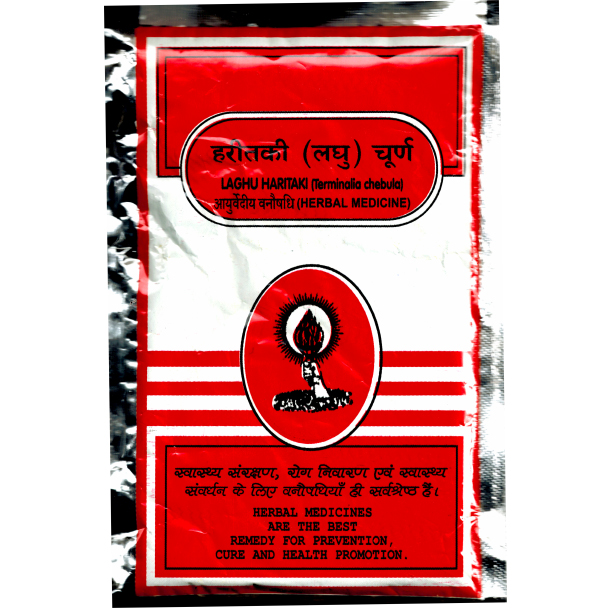 हरीतकी (लघु) चूर्ण
LAGHU HARITAKI (Terminalia chebula)
आयुर्वेदीय वनौषधि (HERBAL MEDICINE)
स्वास्थ्य संरक्षण, रोग निवारण एवं स्वास्थ्य
संवर्धन के लिए वनौषधियाँ ही सर्वश्रेष्ठ हैं।
HERBAL MEDICINES
ARE THE BEST
REMEDY FOR PREVENTION,
CURE AND HEALTH PROMOTION.